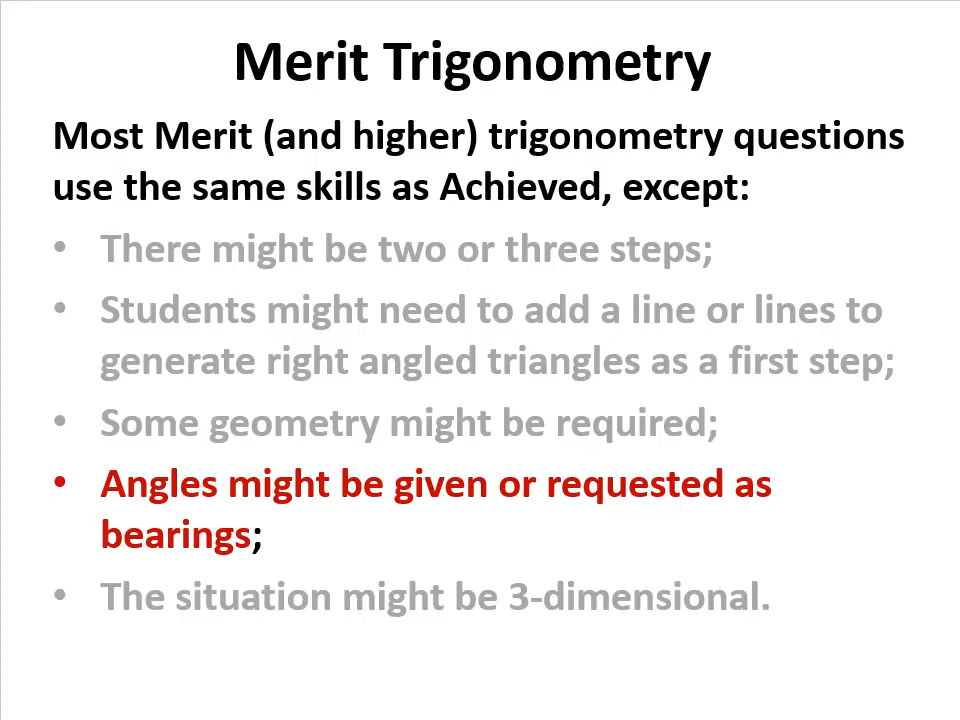 Merit Trigonometry
Most Merit (and higher) trigonometry questions
use the same skills as Achieved, except:
• There might be two or three steps;
• Students might need to add a line or lines to
generate right angled triangles as a first step;
• Some geometry might be required;
• Angles might be given or requested as
bearings;
• The situation might be 3-dimensional.